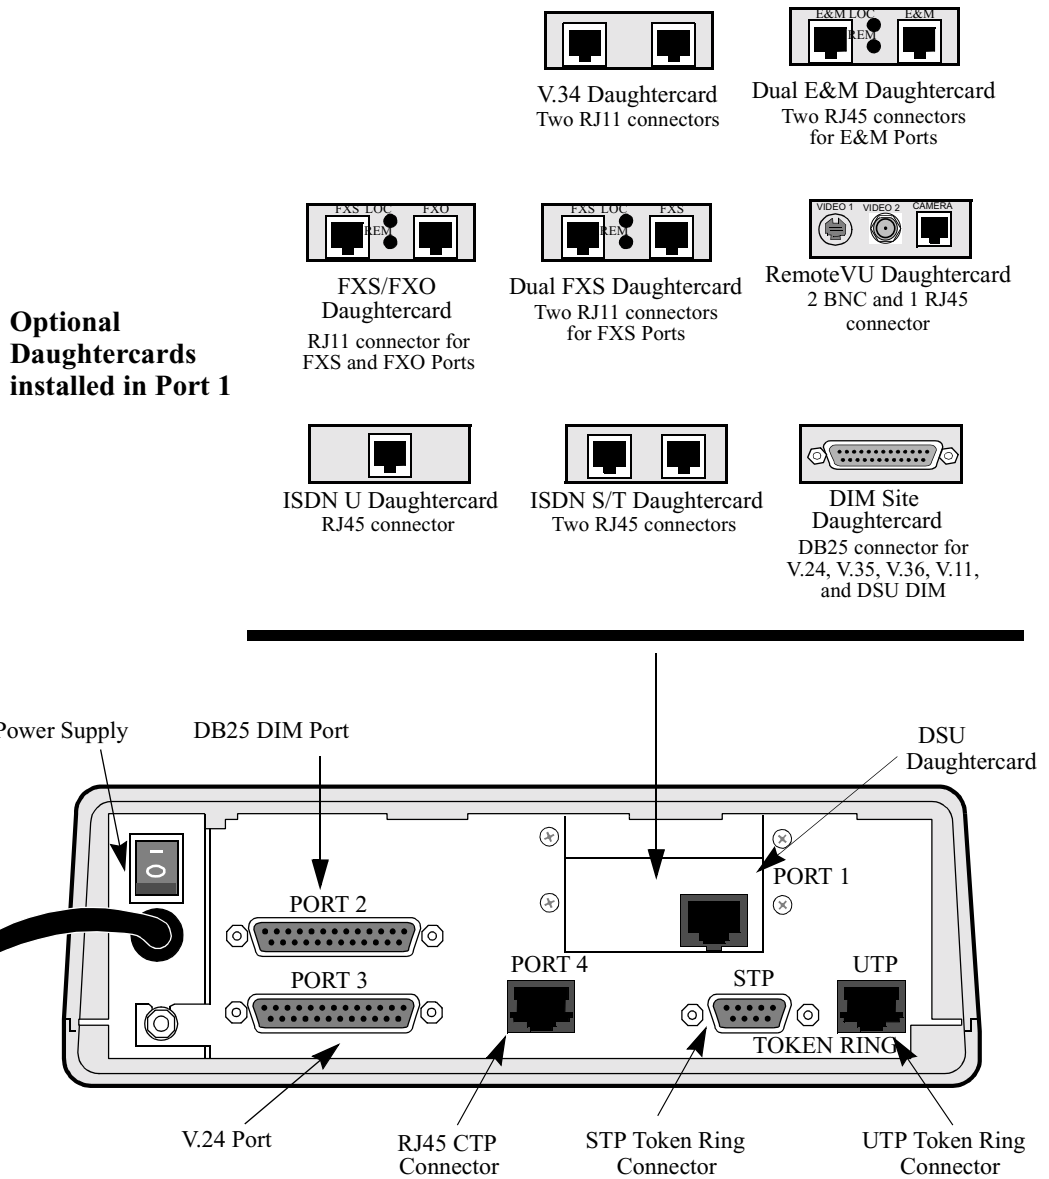 E&M LOC E&M
REM
V.34 Daughtercard
Two RJ11 connectors
Dual E&M Daughtercard
Two RJ45 connectors
for E&M Ports
FXS LOC FXO
REM
FXS/FXO
Daughtercard
RJ11 connector for
FXS and FXO Ports
FXS LOC FXS
REM
Dual FXS Daughtercard
Two RJ11 connectors
for FXS Ports
VIDEO 1 VIDEO 2 CAMERA
RemoteVU Daughtercard
2 BNC and 1 RJ45
connector
Optional
Daughtercards
installed in Port 1
ISDN U Daughtercard
RJ45 connector
ISDN S/T Daughtercard
Two RJ45 connectors
DIM Site
Daughtercard
DB25 connector for
V.24, V.35, V.36, V.11,
and DSU DIM
Power Supply
DB25 DIM Port
DSU
Daughtercard
PORT 1
PORT 2
PORT 3
PORT 4
STP
UTP
TOKEN RING
V.24 Port
RJ45 CTP
Connector
STP Token Ring
Connector
UTP Token Ring
Connector